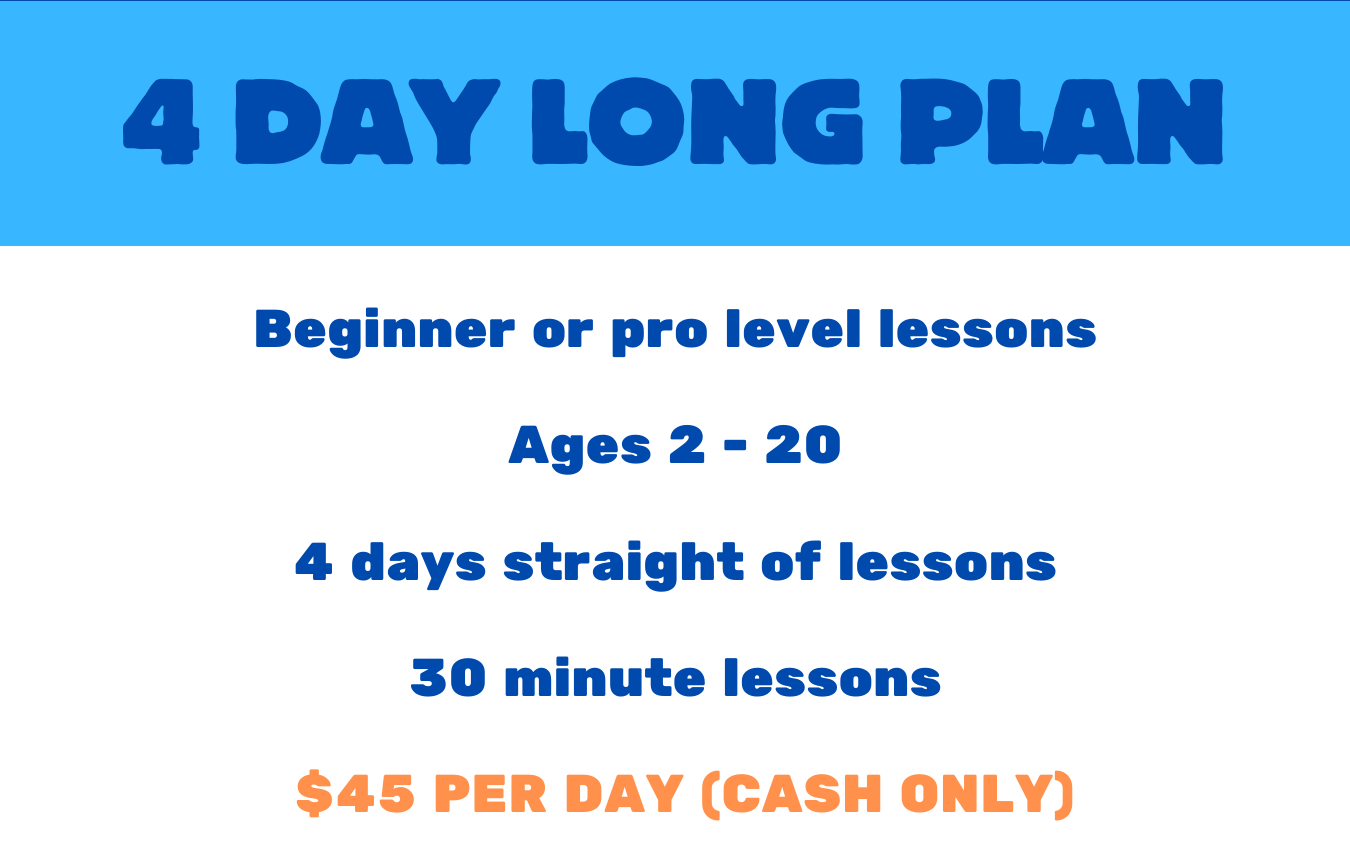 4 DAY LONG PLAN
Beginner or pro level lessons
Ages 2 - 20
4 days straight of lessons
30 minute lessons
$45 PER DAY (CASH ONLY)